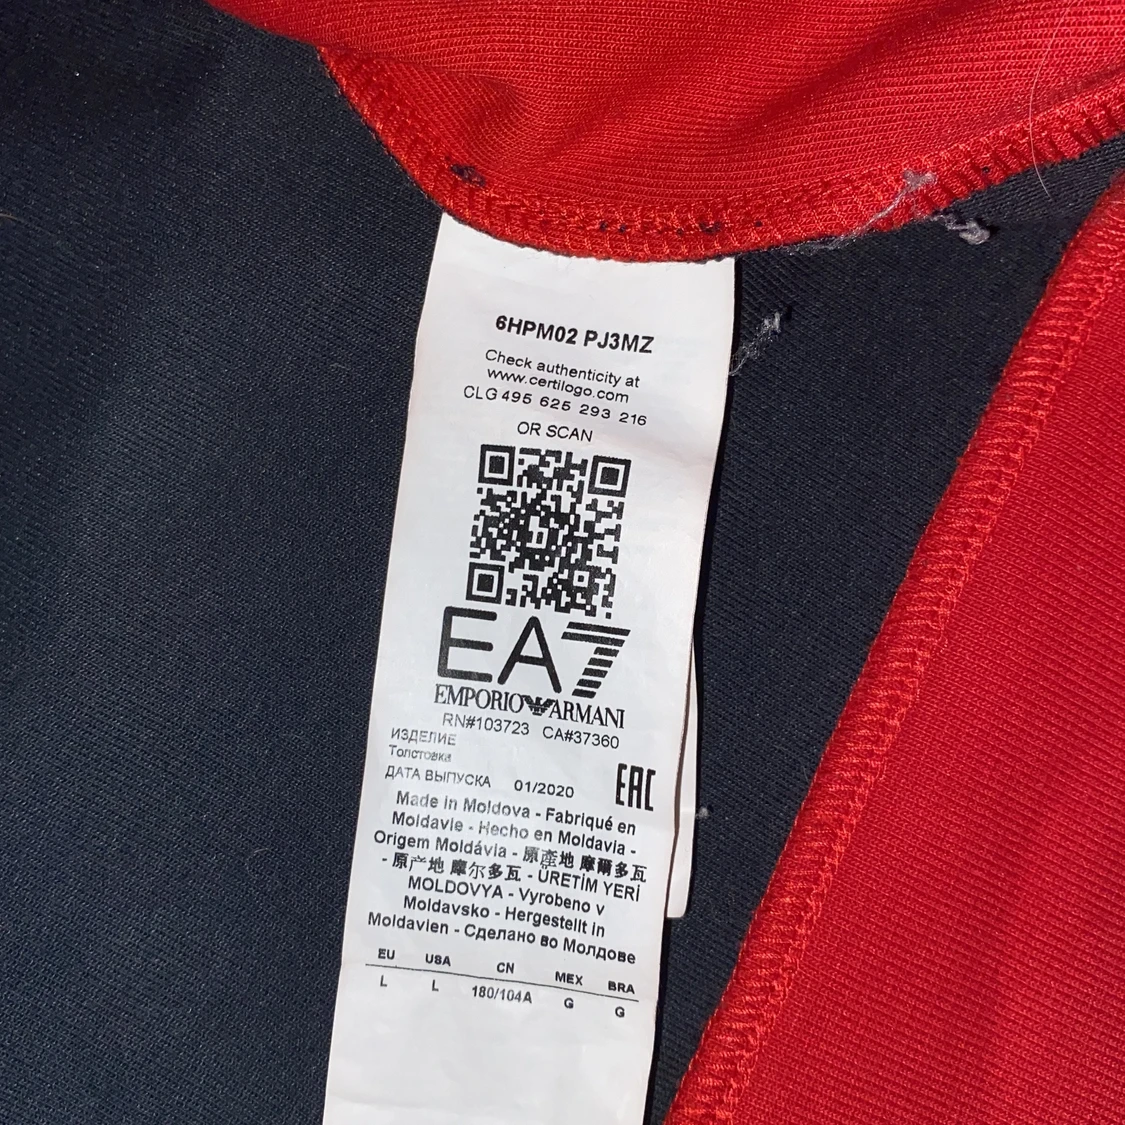 6HPM02 PJ3MZ
Check authenticity at
www.certilogo.com
CLG 495 625 293 216
OR SCAN
EA7
EMPORIO ARMANI
RN#103723 CA#37360
ИЗДЕЛИЕ
Толстовка
ДАТА ВЫПУСКА 01/2020
EAC
Made in Moldova - Fabriqué en
Moldavie - Hecho en Moldavia -
Origem Moldávia - 原產地 摩爾多瓦
- 原产地 摩尔多瓦 - ÜRETİM YERİ
MOLDOVYA - Vyrobeno v
Moldavsko - Hergestellt in
Moldavien - Сделано во Молдове
EU USA CN MEX BRA
L L 180/104A G G